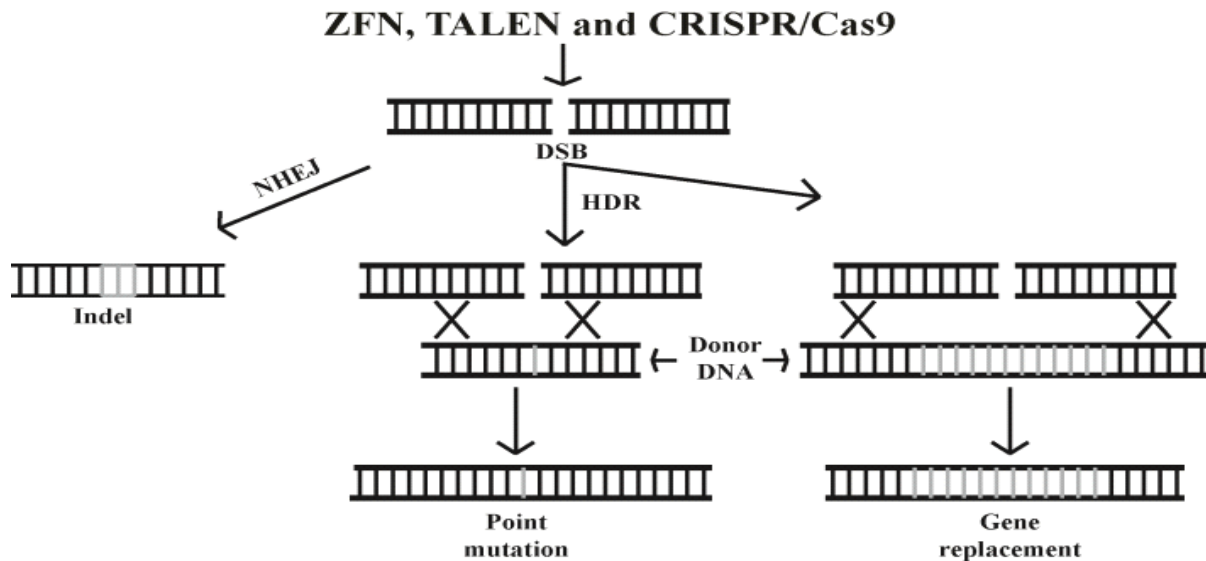 ZFN, TALEN and CRISPR/Cas9
DSB
NHEJ
HDR
Indel
Donor
DNA
Point
mutation
Gene
replacement